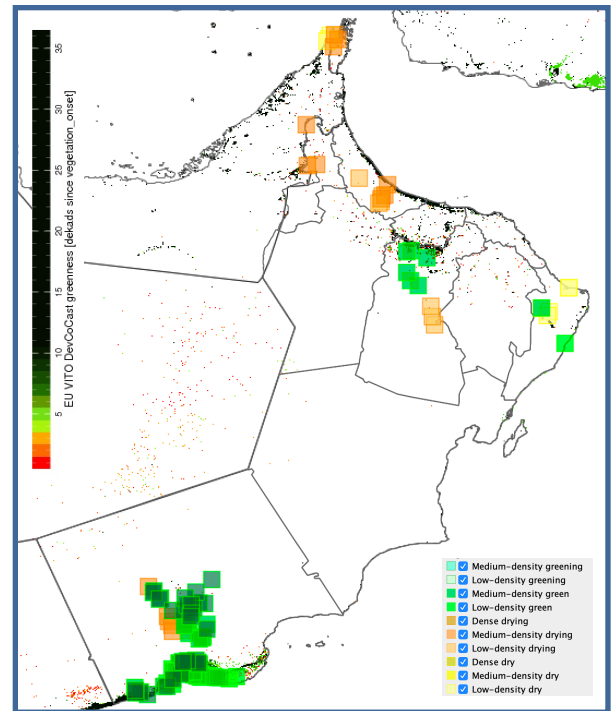 35
30
25
20
15
10
5
EU VITO DevCoCast greenness [dekads since vegetation_onset]
Medium-density greening
Low-density greening
Medium-density green
Low-density green
Dense drying
Medium-density drying
Low-density drying
Dense dry
Medium-density dry
Low-density dry